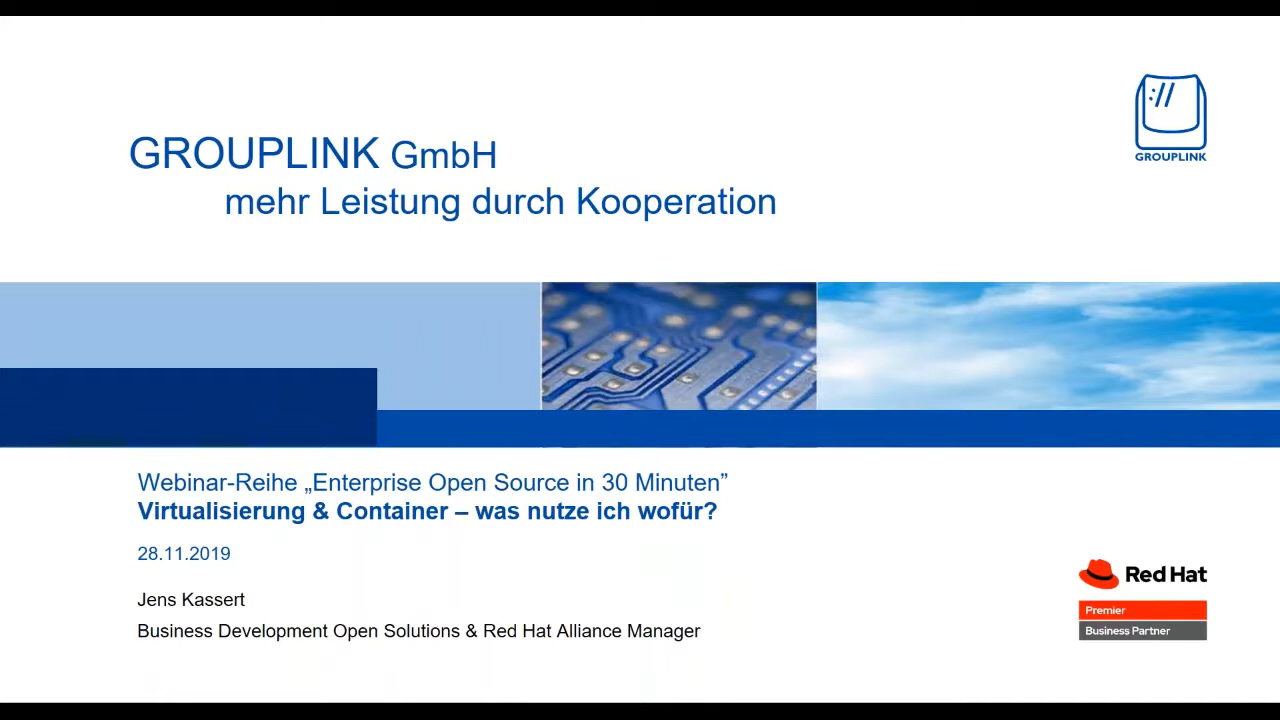 GROUPLINK GmbH
mehr Leistung durch Kooperation
://
GROUPLINK
Webinar-Reihe „Enterprise Open Source in 30 Minuten”
Virtualisierung & Container – was nutze ich wofür?
28.11.2019
Jens Kassert
Business Development Open Solutions & Red Hat Alliance Manager
Red Hat
Premier
Business Partner